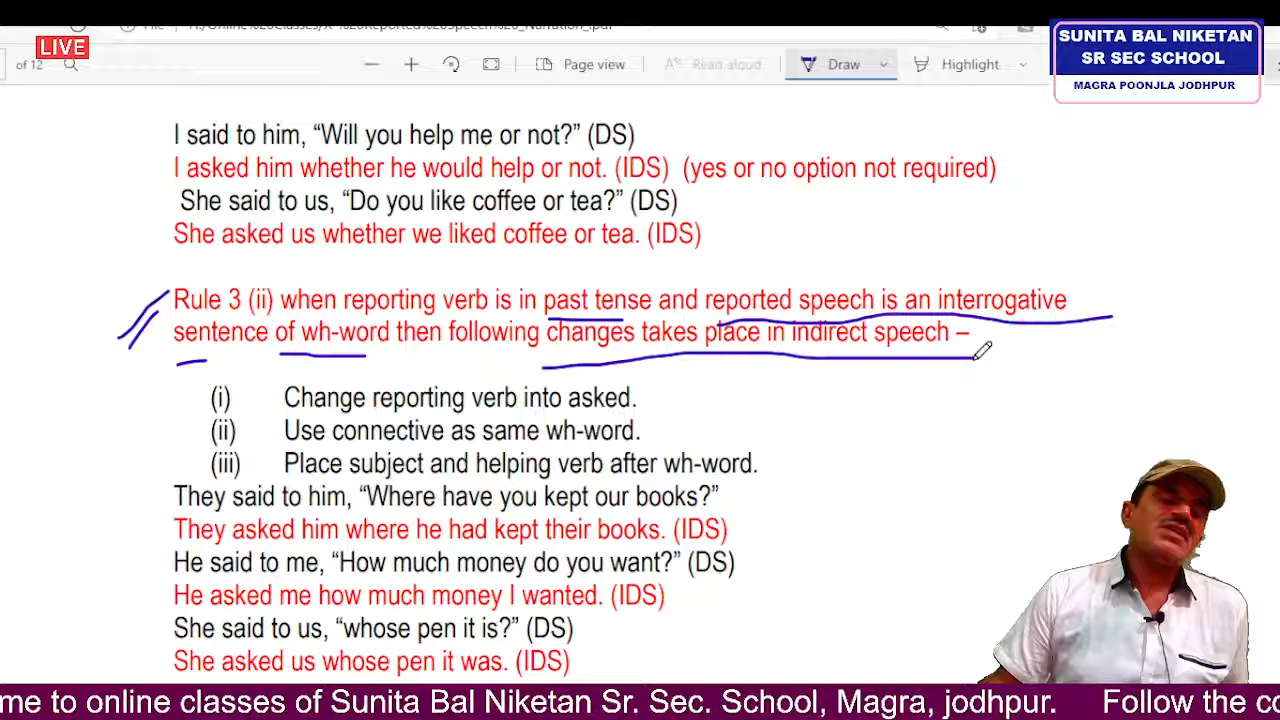 LIVE
SUNITA BAL NIKETAN
SR SEC SCHOOL
MAGRA POONJLA JODHPUR
of 12
Page view
Read aloud
Draw
Highlight
I said to him, “Will you help me or not?” (DS)
I asked him whether he would help or not. (IDS) (yes or no option not required)
She said to us, “Do you like coffee or tea?” (DS)
She asked us whether we liked coffee or tea. (IDS)
Rule 3 (ii) when reporting verb is in past tense and reported speech is an interrogative
sentence of wh-word then following changes takes place in indirect speech –
(i) Change reporting verb into asked.
(ii) Use connective as same wh-word.
(iii) Place subject and helping verb after wh-word.
They said to him, “Where have you kept our books?”
They asked him where he had kept their books. (IDS)
He said to me, “How much money do you want?” (DS)
He asked me how much money I wanted. (IDS)
She said to us, “whose pen it is?” (DS)
She asked us whose pen it was. (IDS)
me to online classes of Sunita Bal Niketan Sr. Sec. School, Magra, jodhpur. Follow the co